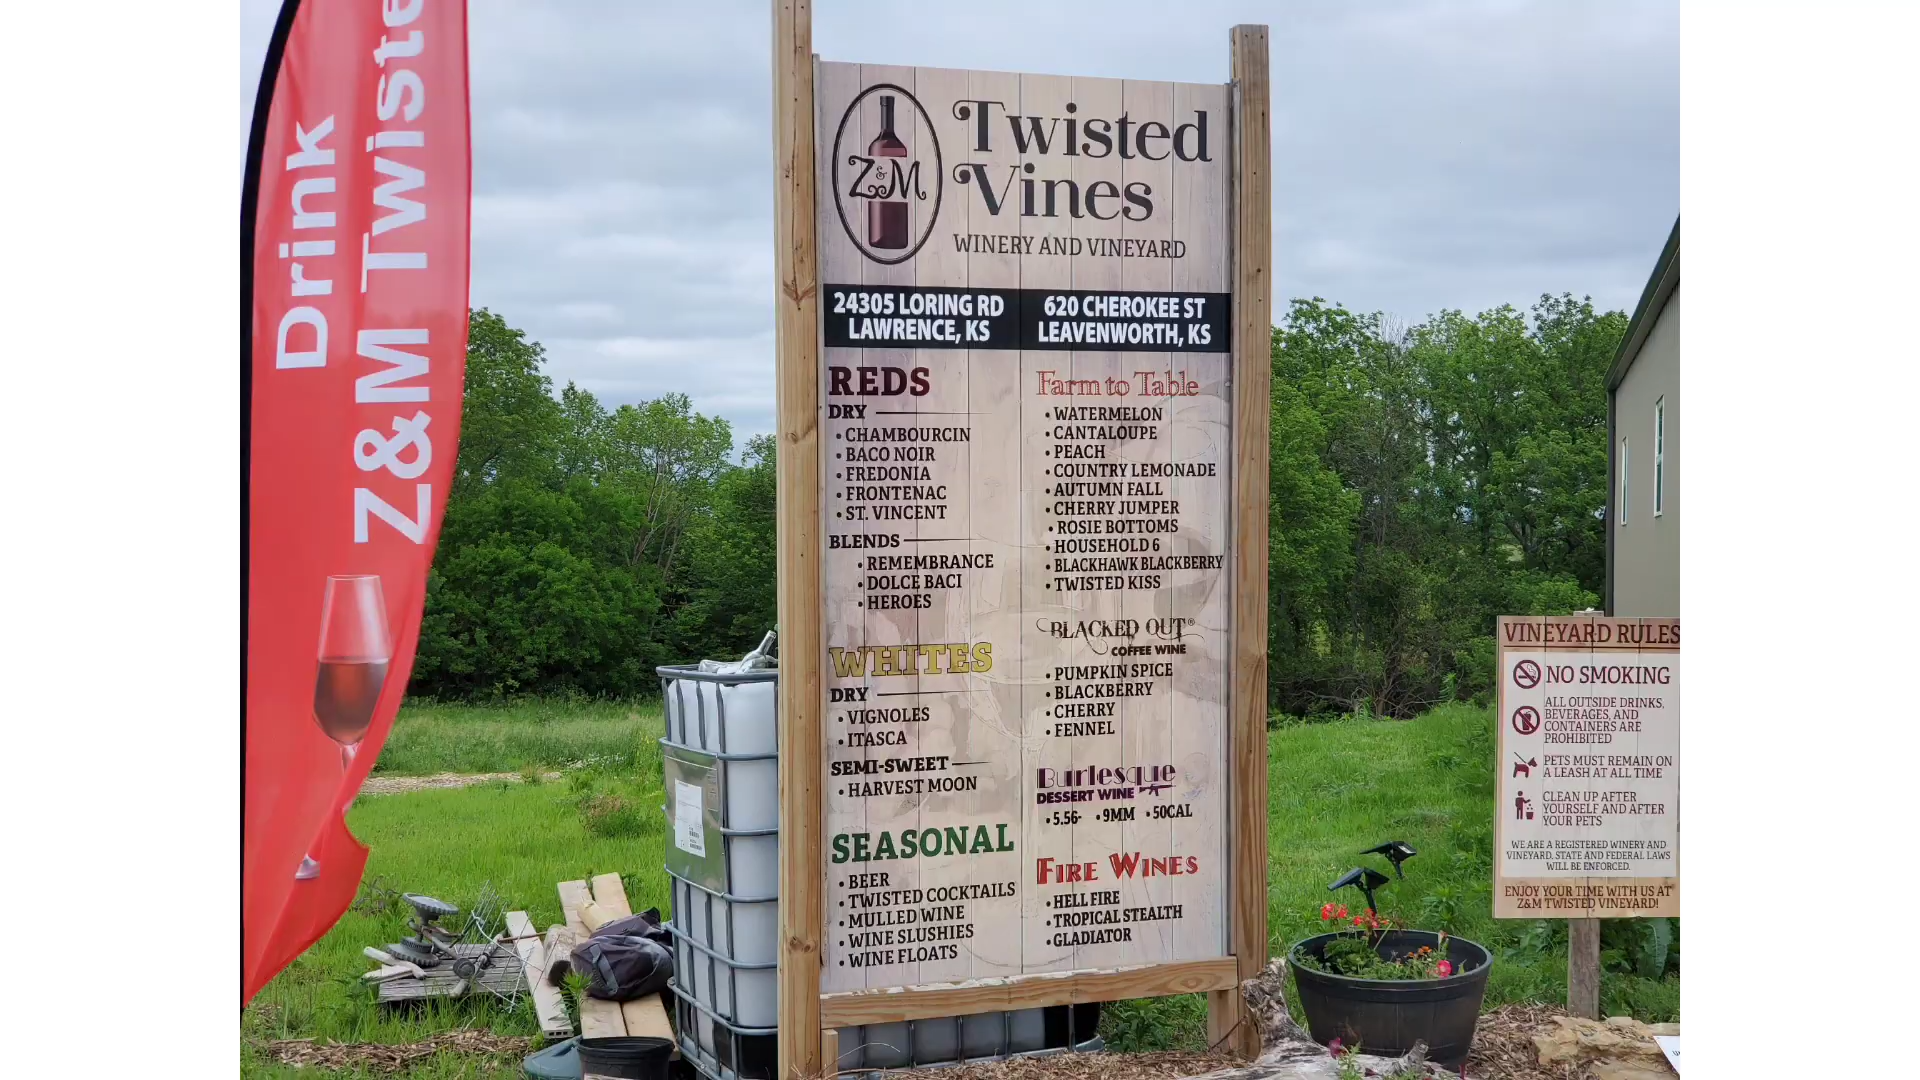 Drink
Z&M Twiste
Z&M
Twisted
Vines
WINERY AND VINEYARD
24305 LORING RD
LAWRENCE, KS
620 CHEROKEE ST
LEAVENWORTH, KS
REDS
DRY
• CHAMBOURCIN
• BACO NOIR
• FREDONIA
• FRONTENAC
• ST. VINCENT
BLENDS
• REMEMBRANCE
• DOLCE BACI
• HEROES
WHITES
DRY
• VIGNOLES
• ITASCA
SEMI-SWEET
• HARVEST MOON
SEASONAL
• BEER
• TWISTED COCKTAILS
• MULLED WINE
• WINE SLUSHIES
• WINE FLOATS
Farm to Table
• WATERMELON
• CANTALOUPE
• PEACH
• COUNTRY LEMONADE
• AUTUMN FALL
• CHERRY JUMPER
• ROSIE BOTTOMS
• HOUSEHOLD 6
• BLACKHAWK BLACKBERRY
• TWISTED KISS
BLACKED OUT®
COFFEE WINE
• PUMPKIN SPICE
• BLACKBERRY
• CHERRY
• FENNEL
Burlesque
DESSERT WINE
• 5.56 • 9MM • 50CAL
FIRE WINES
• HELLFIRE
• TROPICAL STEALTH
• GLADIATOR
VINEYARD RULES
NO SMOKING
ALL OUTSIDE DRINKS,
BEVERAGES, AND
CONTAINERS ARE
PROHIBITED
PETS MUST REMAIN ON
A LEASH AT ALL TIME
CLEAN UP AFTER
YOURSELF AND AFTER
YOUR PETS
WE ARE A REGISTERED WINERY AND
VINEYARD. STATE AND FEDERAL LAWS
WILL BE ENFORCED.
ENJOY YOUR TIME WITH US AT
Z&M TWISTED VINEYARD!